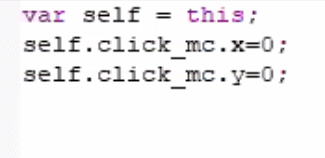 var self = this;
self.click_mc.x=0;
self.click_mc.y=0;